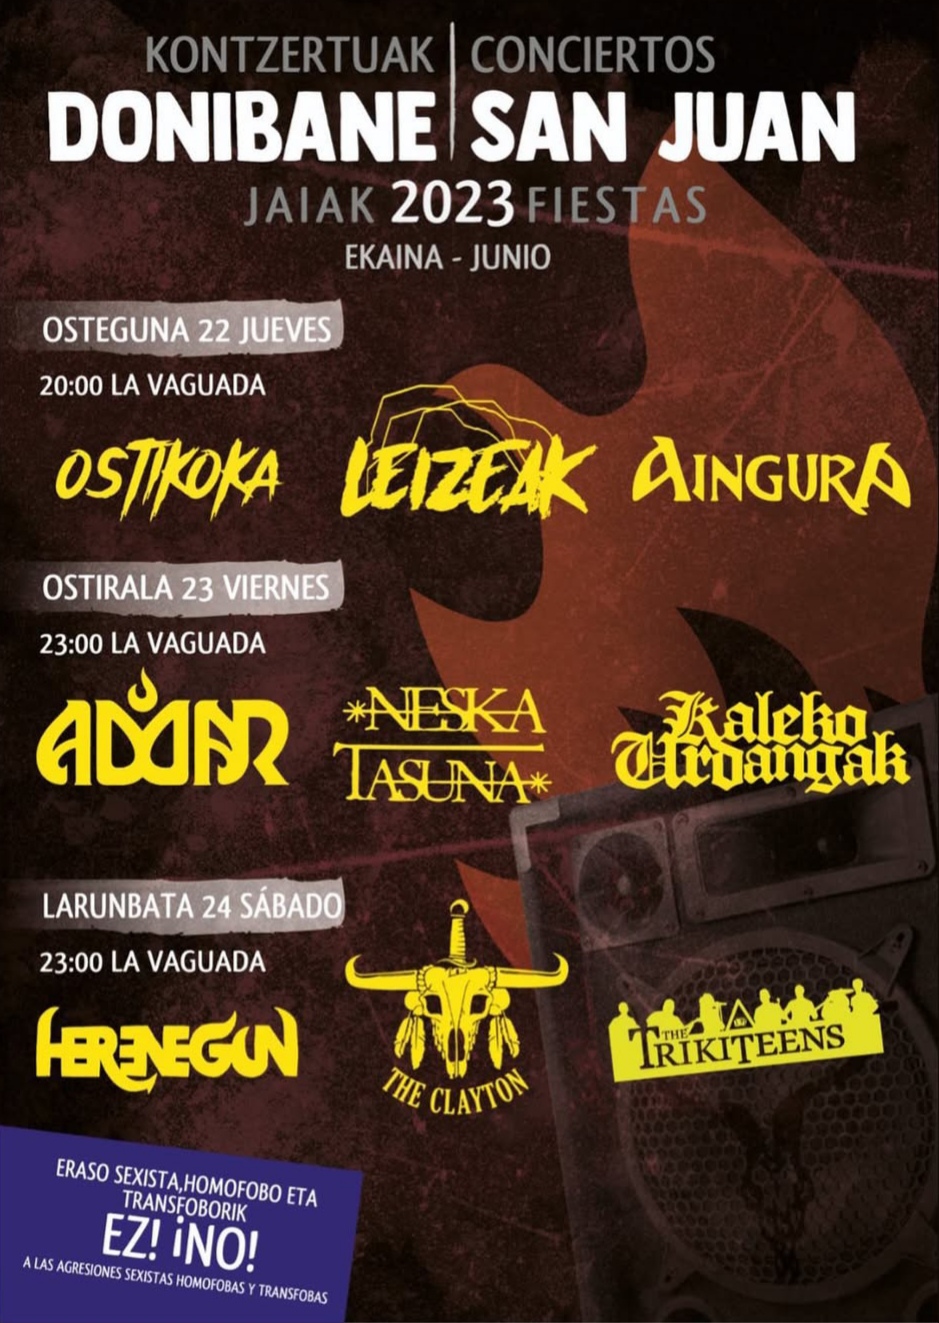 KONTZERTUAK | CONCIERTOS
DONIBANE | SAN JUAN
JAIAK 2023 FIESTAS
EKAINA - JUNIO
OSTEGUNA 22 JUEVES
20:00 LA VAGUADA
OSTIKOKA
LEIZEAK
AINGURA
OSTIRALA 23 VIERNES
23:00 LA VAGUADA
*NESKA
TASUNA*
Kaleko
Urdangak
LARUNBATA 24 SÁBADO
23:00 LA VAGUADA
HERENEGUN
THE CLAYTON
THE
TRIKITEENS
ERASO SEXISTA,HOMOFOBO ETA
TRANSFOBORIK
EZ! ¡NO!
A LAS AGRESIONES SEXISTAS HOMOFOBAS Y TRANSFOBAS